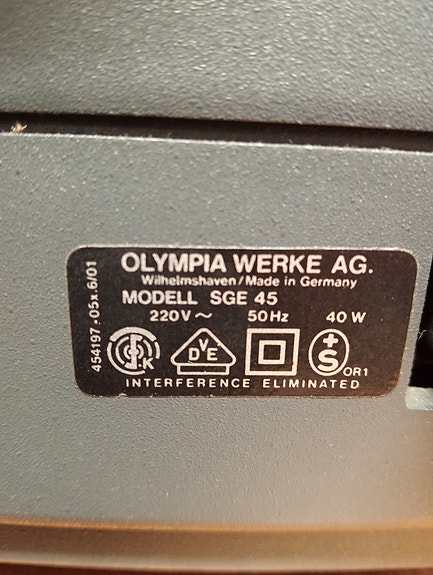 OLYMPIA WERKE AG.
Wilhelmshaven/Made in Germany
MODELL SGE 45
220V ~ 50Hz 40 W
K DVE +S OR1
INTERFERENCE ELIMINATED
454197-05x.6/01